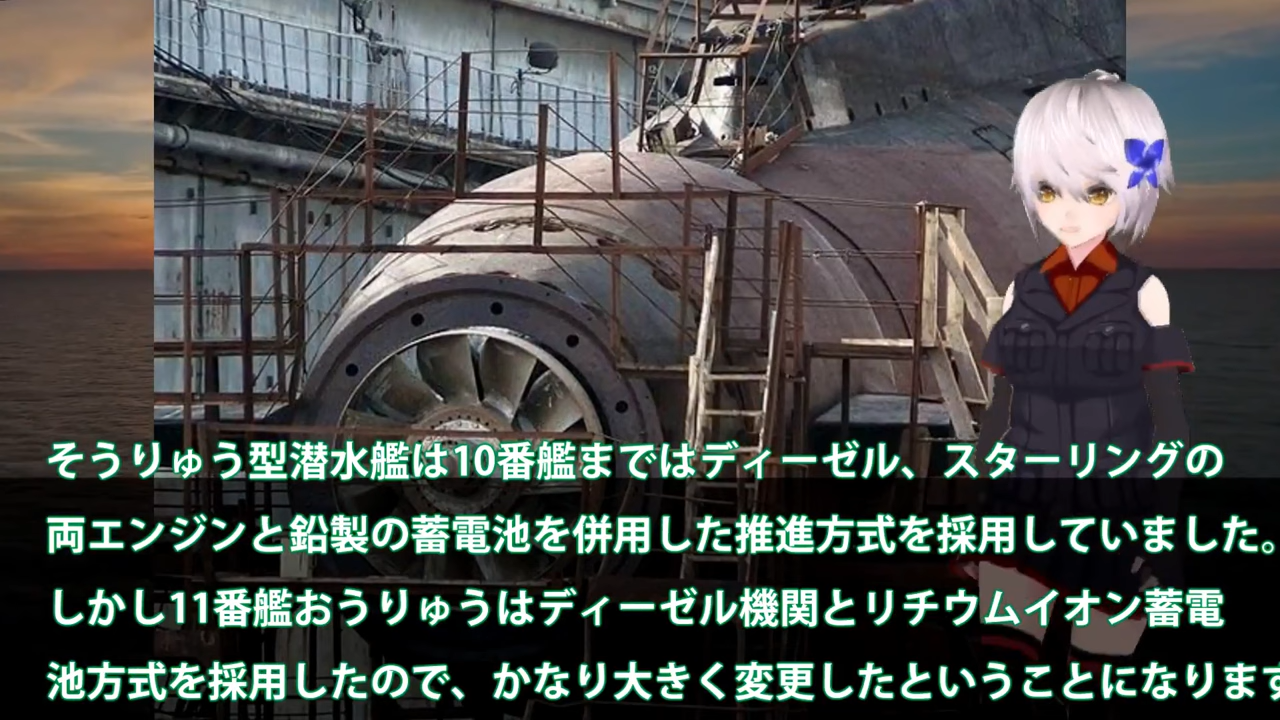 そうりゅう型潜水艦は10番艦まではディーゼル、スターリングの
両エンジンと鉛製の蓄電池を併用した推進方式を採用していました。
しかし11番艦おうりゅうはディーゼル機関とリチウムイオン蓄電
池方式を採用したので、かなり大きく変更したということになります